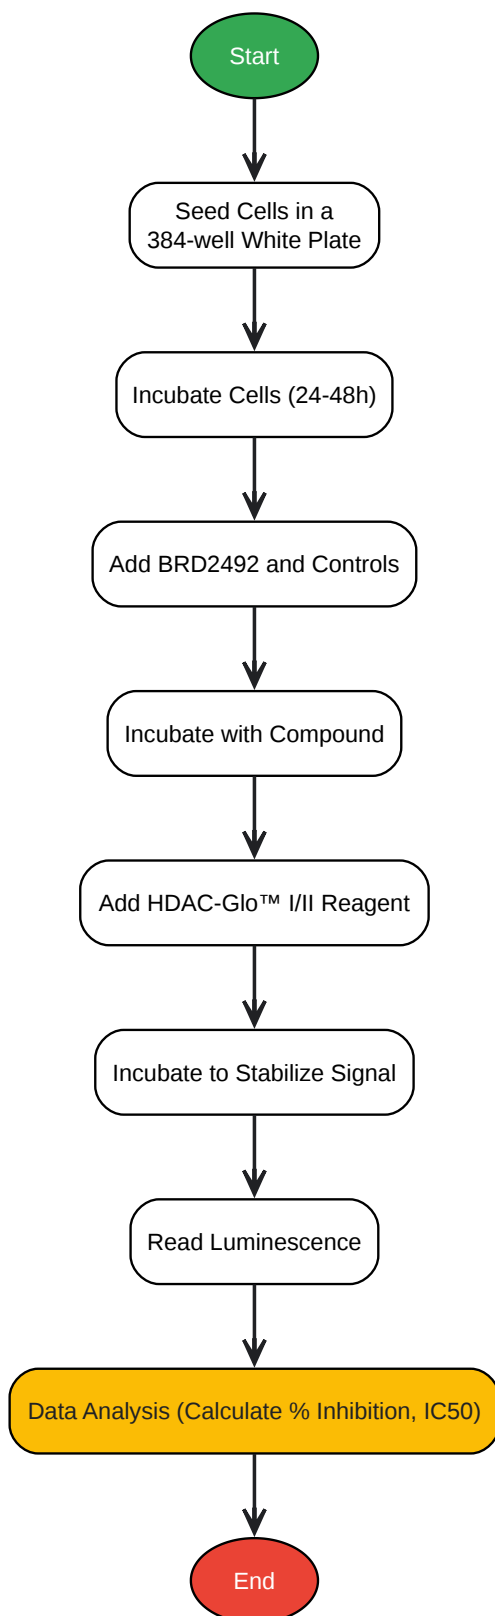 Start
Seed Cells in a
384-well White Plate
Incubate Cells (24-48h)
Add BRD2492 and Controls
Incubate with Compound
Add HDAC-Glo™ I/II Reagent
Incubate to Stabilize Signal
Read Luminescence
Data Analysis (Calculate % Inhibition, IC50)
End